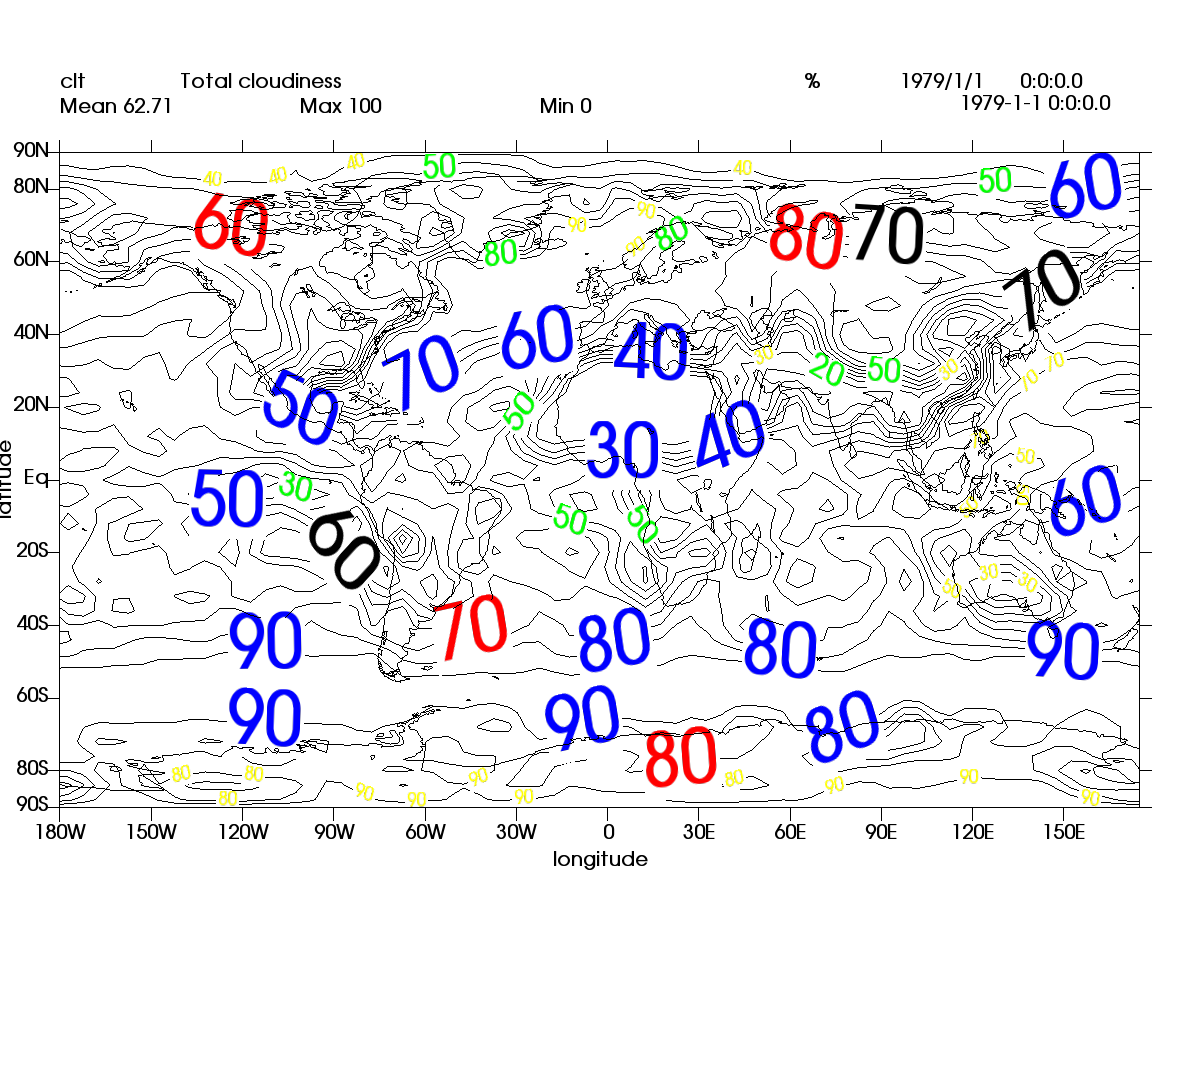 clt Total cloudiness % 1979/1/1 0:0:0.0
Mean 62.71 Max 100 Min 0 1979-1-1 0:0:0.0
90N 40 40 40 50 40 50 60
80N
60 90 90 80 70
80 90 80 70
60N
40N
70 60 40 30 20 50 30 70 70
50 50
20N
30 40 50
latitude
Eq
50 30 60
60 50 50
20S
30 30 50
40S
90 70 80 80 90
60S
90 90 80
80 80
80S
80 80 90 90 90 80 90 90 90
80 90
90S
180W 150W 120W 90W 60W 30W 0 30E 60E 90E 120E 150E
longitude